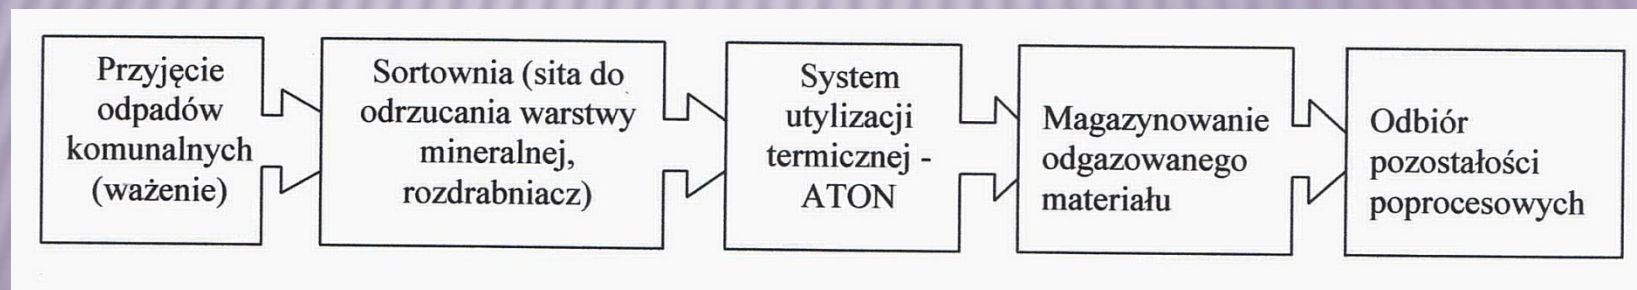 Przyjęcie
odpadów
komunalnych
(ważenie)
Sortownia (sita do
odrzucania warstwy
mineralnej,
rozdrabniacz)
System
utylizacji
termicznej -
ATON
Magazynowanie
odgazowanego
materiału
Odbiór
pozostałości
poprocesowych